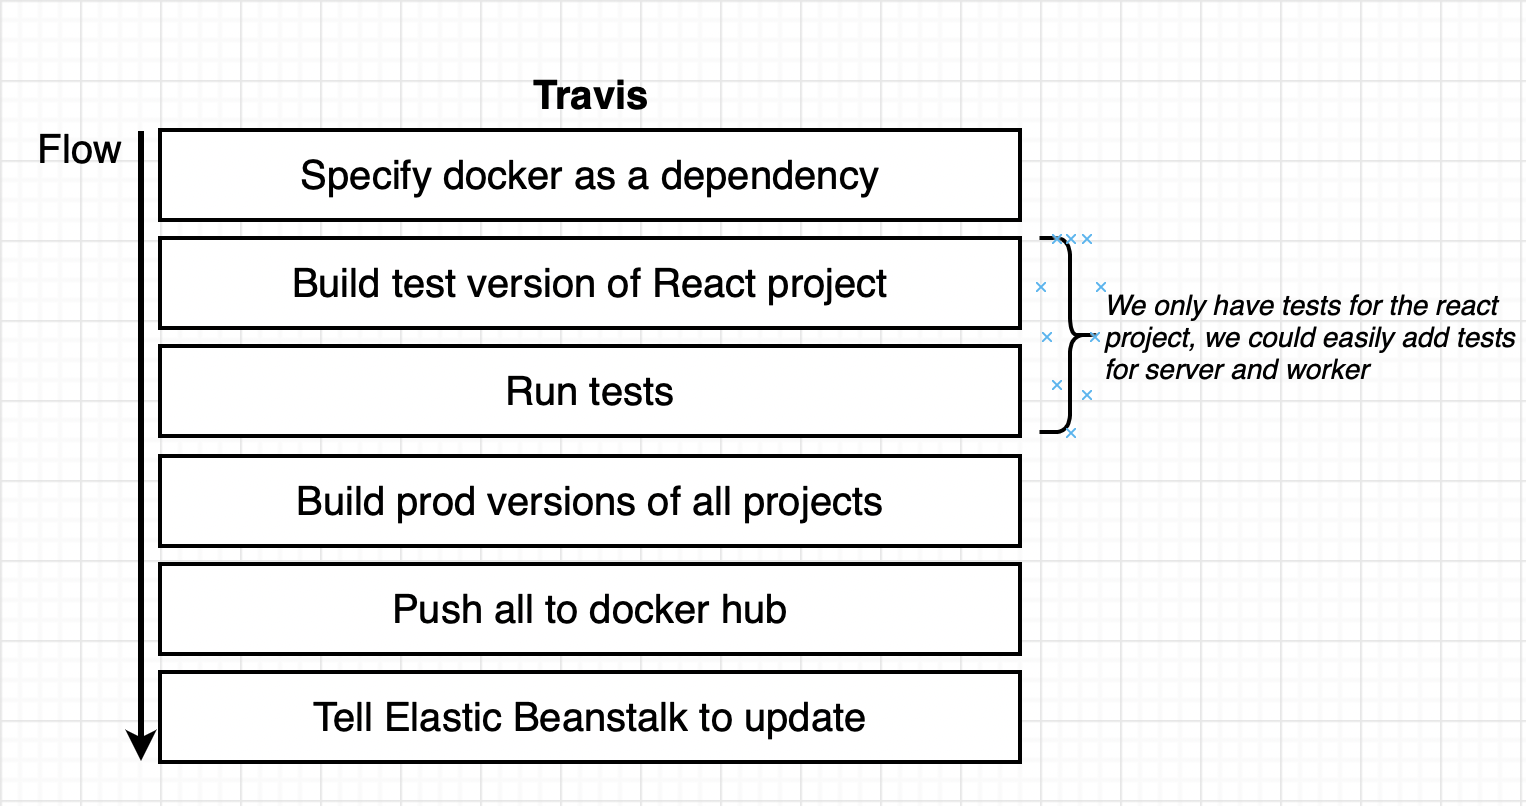 Travis
Flow
Specify docker as a dependency
Build test version of React project
We only have tests for the react
project, we could easily add tests
for server and worker
Run tests
Build prod versions of all projects
Push all to docker hub
Tell Elastic Beanstalk to update